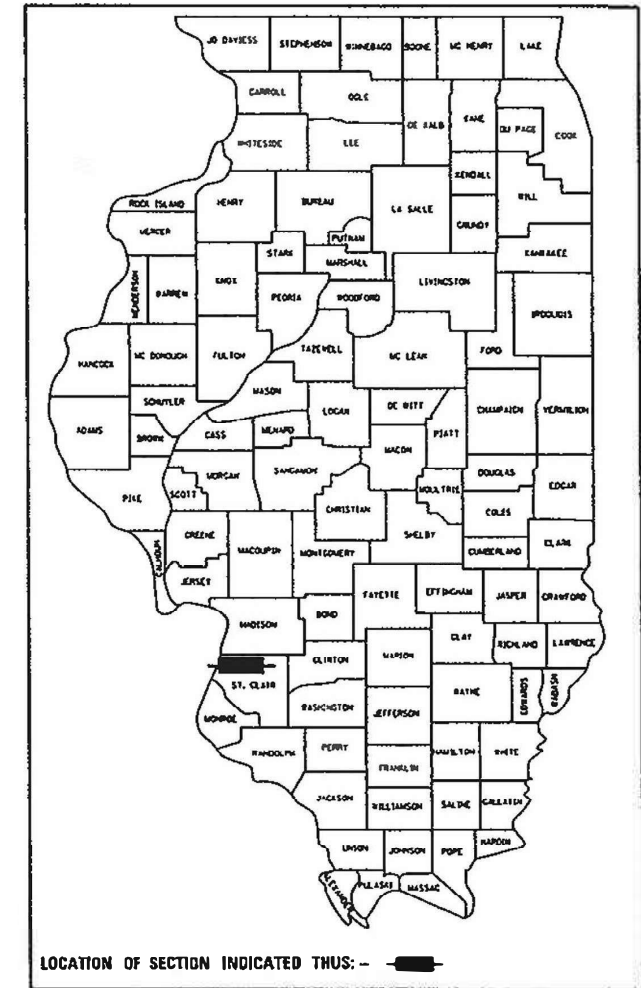 JO DAVIESS STEPHENSON WINNEBAGO BOONE MC HENRY LAKE
CARROLL OGLE DE KALB KANE DU PAGE COOK
WHITESIDE LEE KENDALL WILL
ROCK ISLAND HENRY BUREAU LA SALLE GRUNDY
MERCER PUTNAM KANKAKEE
STARK MARSHALL
HENDERSON WARREN KNOX PEORIA WOODFORD LIVINGSTON IROQUOIS
HANCOCK MC DONOUGH FULTON TAZEWELL MC LEAN FORD
MASON
SCHUYLER LOGAN DE WITT CHAMPAIGN VERMILION
ADAMS BROWN CASS MENARD PIATT
MACON
PIKE SCOTT MORGAN SANGAMON MOULTRIE DOUGLAS EDGAR
CHRISTIAN COLES
GREENE SHELBY
CALHOUN MACOUPIN MONTGOMERY CUMBERLAND CLARK
JERSEY
FAYETTE EFFINGHAM JASPER CRAWFORD
MADISON BOND
CLAY RICHLAND LAWRENCE
CLINTON MARION
ST. CLAIR WAYNE EDWARDS WABASH
MONROE WASHINGTON JEFFERSON
RANDOLPH PERRY HAMILTON WHITE
FRANKLIN
JACKSON WILLIAMSON SALINE GALLATIN
UNION JOHNSON POPE HARDIN
ALEXANDER PULASKI MASSAC
LOCATION OF SECTION INDICATED THUS: -